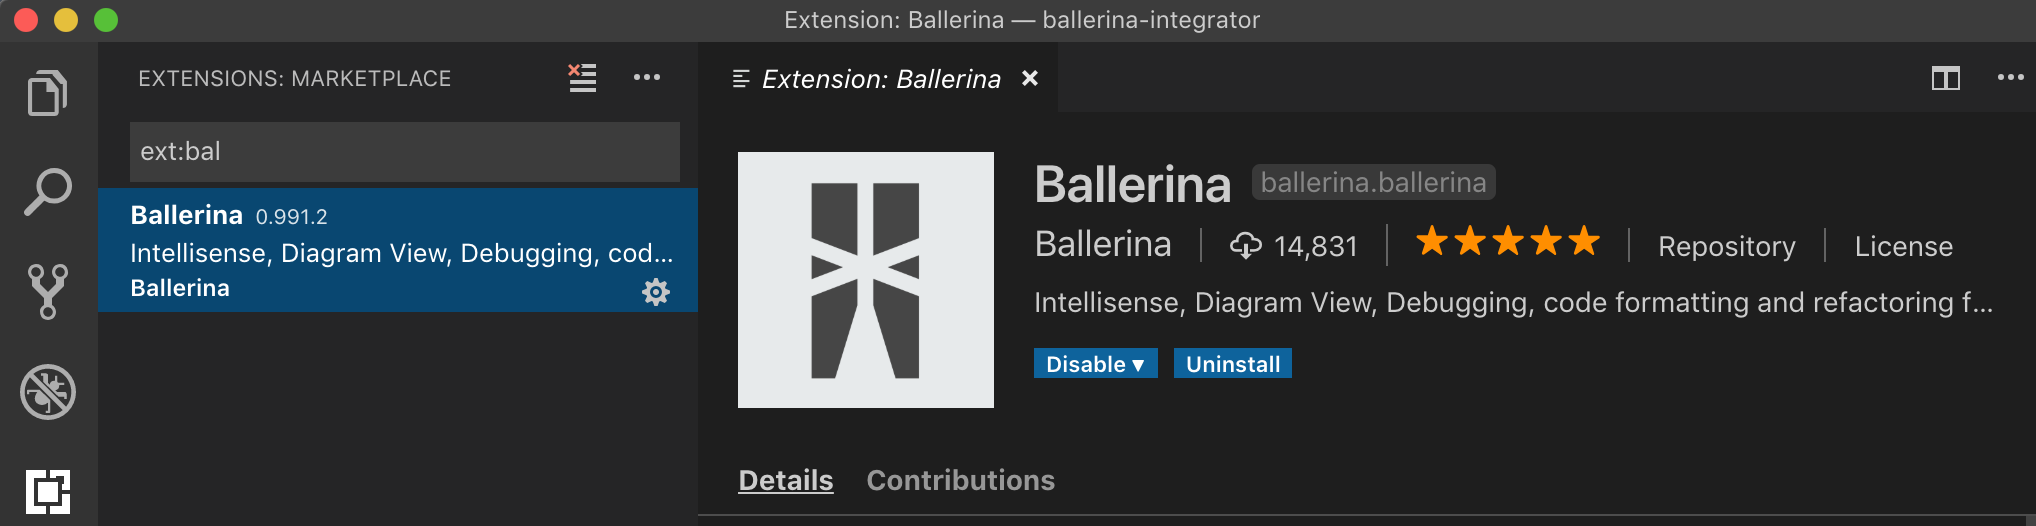 Extension: Ballerina — ballerina-integrator
EXTENSIONS: MARKETPLACE
ext:bal
Ballerina 0.991.2
Intellisense, Diagram View, Debugging, cod...
Ballerina
Extension: Ballerina
Ballerina ballerina.ballerina
Ballerina 14,831 Repository License
Intellisense, Diagram View, Debugging, code formatting and refactoring f...
Disable Uninstall
Details Contributions